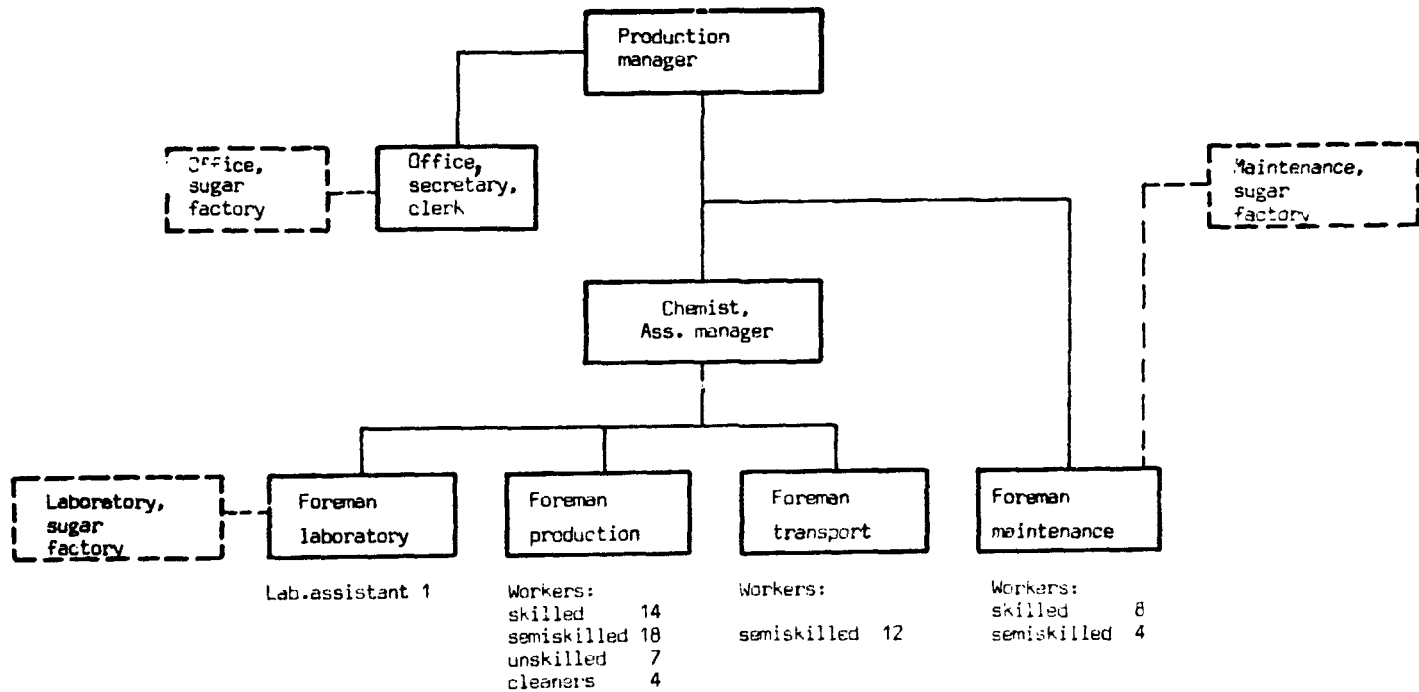 Production
manager
Office,
sugar
factory
Office,
secretary,
clerk
Maintenance,
sugar
factory
Chemist,
Ass. manager
Laboratory,
sugar
factory
Foreman
laboratory
Foreman
production
Foreman
transport
Foreman
maintenance
Lab.assistant 1
Workers:
skilled 14
semiskilled 18
unskilled 7
cleaners 4
Workers:
semiskilled 12
Workers:
skilled 8
semiskilled 4